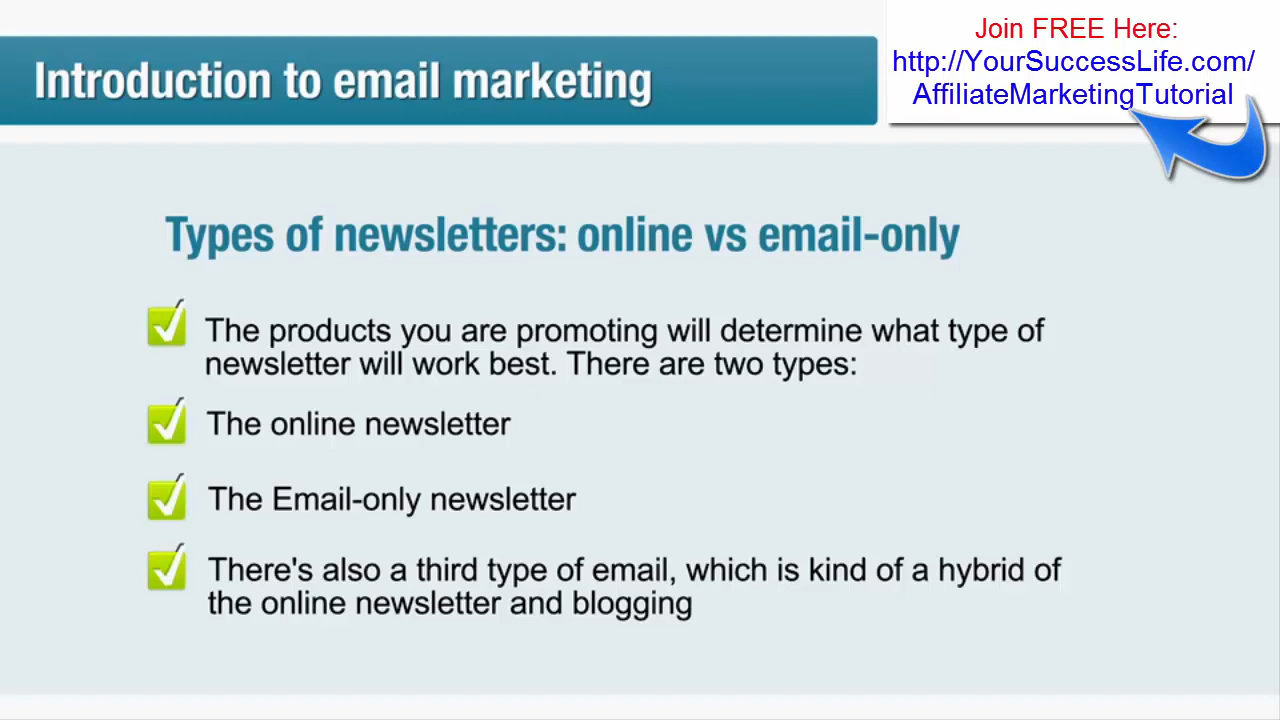 Join FREE Here:
http://YourSuccessLife.com/
AffiliateMarketingTutorial
Introduction to email marketing
Types of newsletters: online vs email-only
The products you are promoting will determine what type of
newsletter will work best. There are two types:
The online newsletter
The Email-only newsletter
There's also a third type of email, which is kind of a hybrid of
the online newsletter and blogging